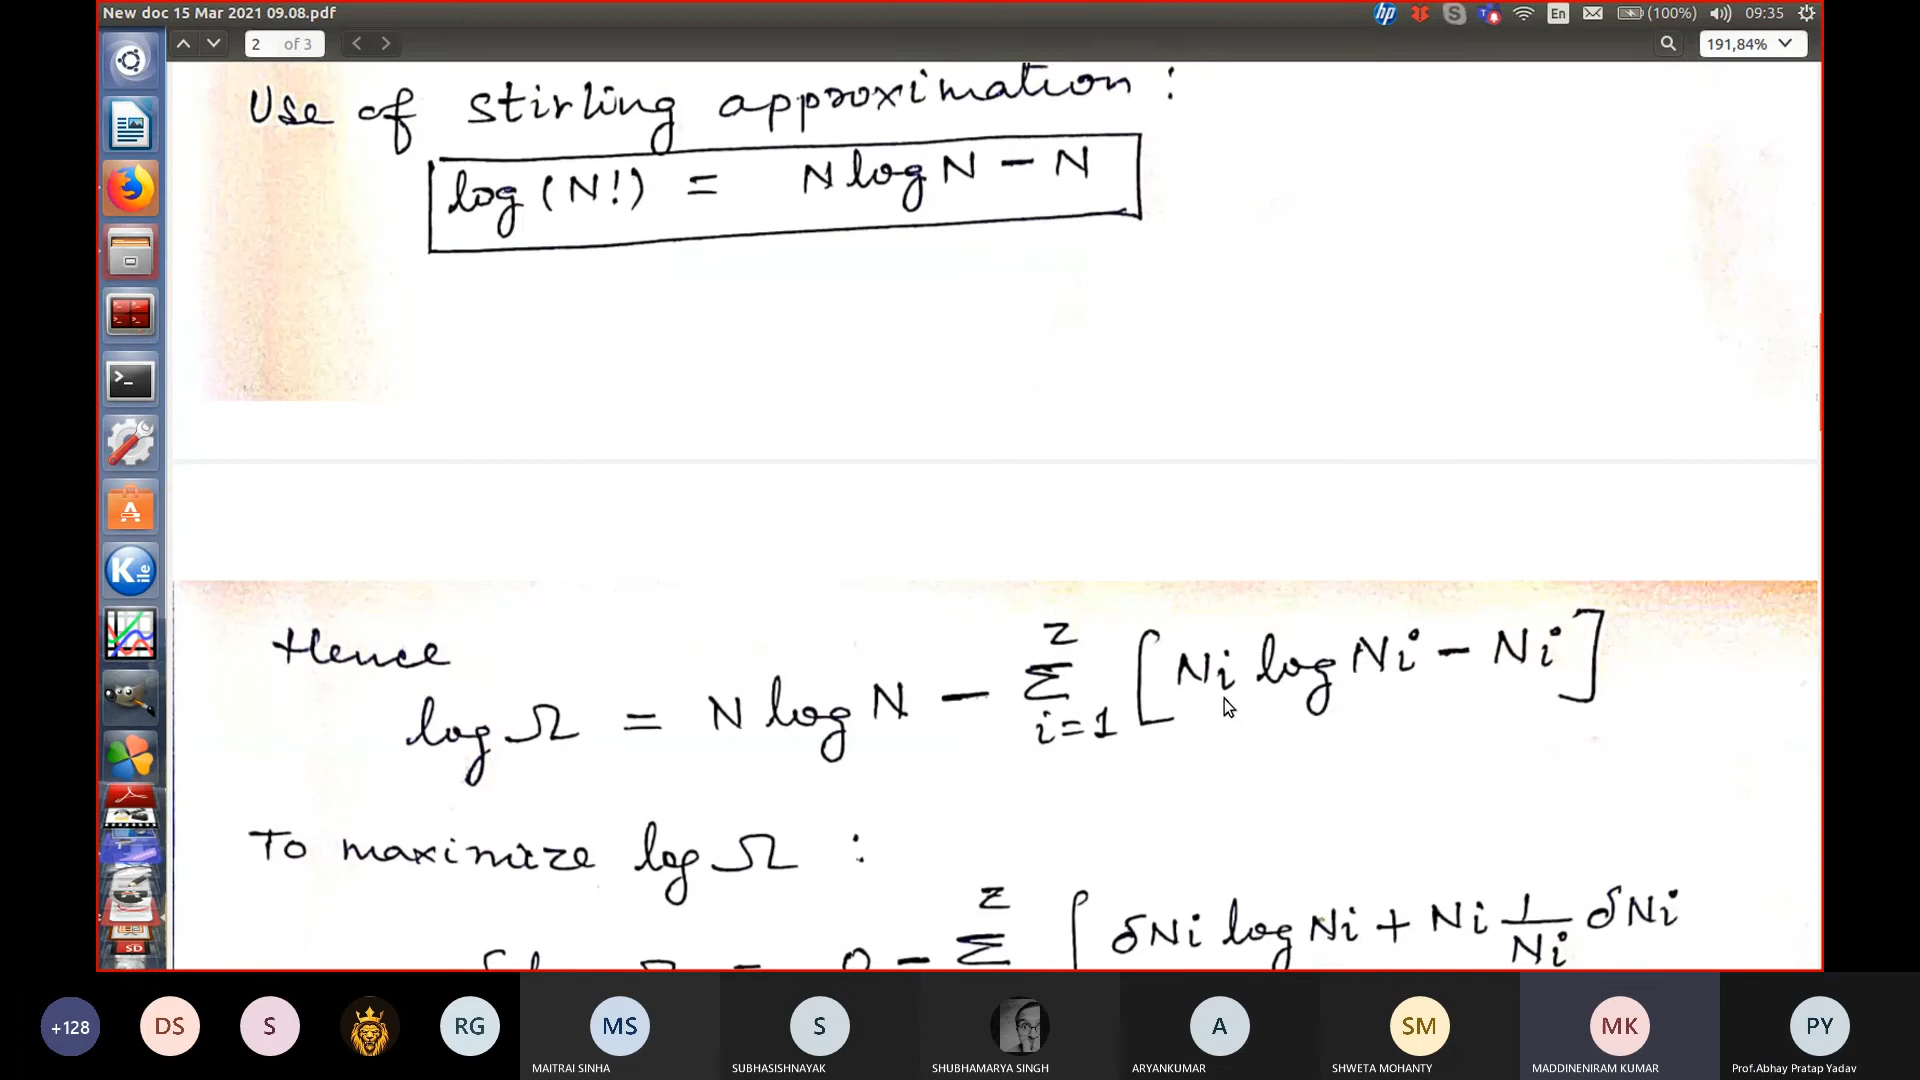 New doc 15 Mar 2021 09.08.pdf
En
(100%)
09:35
2 of 3
191,84%
Use of stirling approximation :
log (N!) = N log N - N
Hence
log Ω = N log N - Σ_{i=1}^{z} [Ni log Ni - Ni]
To maximize log Ω :
0 - Σ^{z} [δNi log Ni + Ni 1/Ni δNi
+128
DS
S
RG
MS
S
A
SM
MK
PY
MAITRAI SINHA
SUBHASISHNAYAK
SHUBHAMARYA SINGH
ARYANKUMAR
SHWETA MOHANTY
MADDINENIRAM KUMAR
Prof.Abhay Pratap Yadav